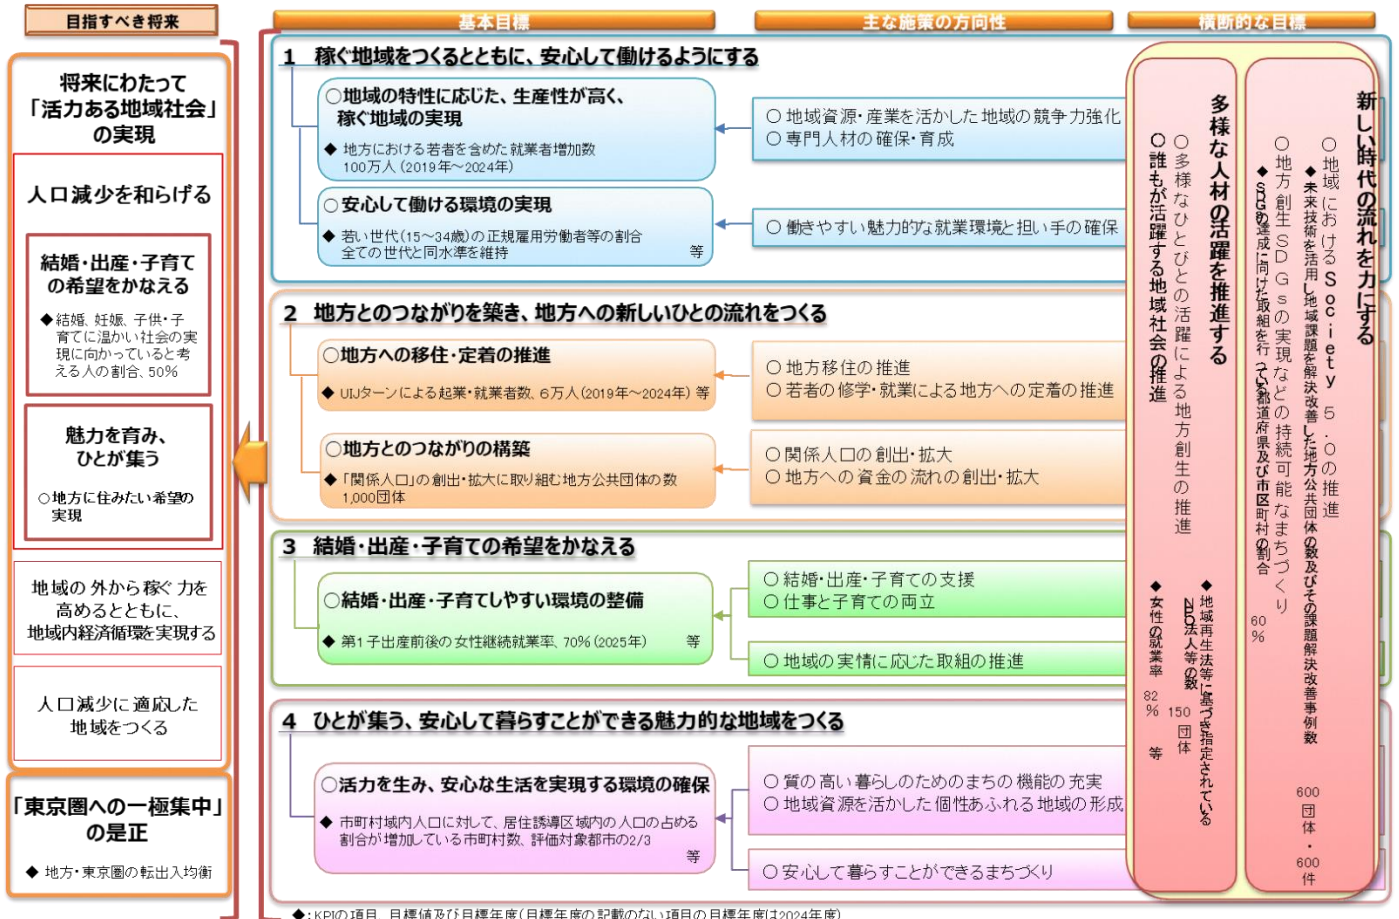 目指すべき将来
基本目標
主な施策の方向性
横断的な目標
将来にわたって
「活力ある地域社会」
の実現
人口減少を和らげる
結婚・出産・子育て
の希望をかなえる
◆結婚、妊娠、子供・子
育てに温かい社会の実
現に向かっていると考
える人の割合、50％
魅力を育み、
ひとが集う
○地方に住みたい希望の
実現
地域の外から稼ぐ力を
高めるとともに、
地域内経済循環を実現する
人口減少に適応した
地域をつくる
「東京圏への一極集中」
の是正
◆ 地方・東京圏の転出入均衡
1 稼ぐ地域をつくるとともに、安心して働けるようにする
○地域の特性に応じた、生産性が高く、
稼ぐ地域の実現
◆ 地方における若者を含めた就業者増加数
100万人（2019年～2024年）
○ 地域資源・産業を活かした地域の競争力強化
○ 専門人材の確保・育成
○ 安心して働ける環境の実現
◆ 若い世代（15～34歳）の正規雇用労働者等の割合
全ての世代と同水準を維持
等
○ 働きやすい魅力的な就業環境と担い手の確保
2 地方とのつながりを築き、地方への新しいひとの流れをつくる
○地方への移住・定着の推進
◆ UIJターンによる起業・就業者数、6万人（2019年～2024年） 等
○ 地方移住の推進
○ 若者の修学・就業による地方への定着の推進
○地方とのつながりの構築
◆ 「関係人口」の創出・拡大に取り組む地方公共団体の数
1,000団体
○ 関係人口の創出・拡大
○ 地方への資金の流れの創出・拡大
3 結婚・出産・子育ての希望をかなえる
○結婚・出産・子育てしやすい環境の整備
◆ 第1子出産前後の女性継続就業率、70％（2025年）
等
○ 結婚・出産・子育ての支援
○ 仕事と子育ての両立
○ 地域の実情に応じた取組の推進
4 ひとが集う、安心して暮らすことができる魅力的な地域をつくる
○活力を生み、安心な生活を実現する環境の確保
◆ 市町村域内人口に対して、居住誘導区域内の人口の占める
割合が増加している市町村数、評価対象都市の2/3
等
○ 質の高い暮らしのためのまちの機能の充実
○ 地域資源を活かした個性あふれる地域の形成
○ 安心して暮らすことができるまちづくり
多様な人材の活躍を推進する
○多様なひとびとの活躍による地方創生の推進
◆地域再生法等に基づき指定されている
NPO法人等の数 150団体
○誰もが活躍する地域社会の推進
◆女性の就業率 82％ 等
新しい時代の流れを力にする
○地域におけるSociety 5.0の推進
◆未来技術を活用し地域課題を解決改善した地方公共団体の数及びその課題解決改善事例数 600団体・600件
○地方創生SDGsの実現などの持続可能なまちづくり
◆SDGsの達成に向けた取組を行っている都道府県及び市区町村の割合 60％
◆：KPIの項目、目標値及び目標年度（目標年度の記載のない項目の目標年度は2024年度）